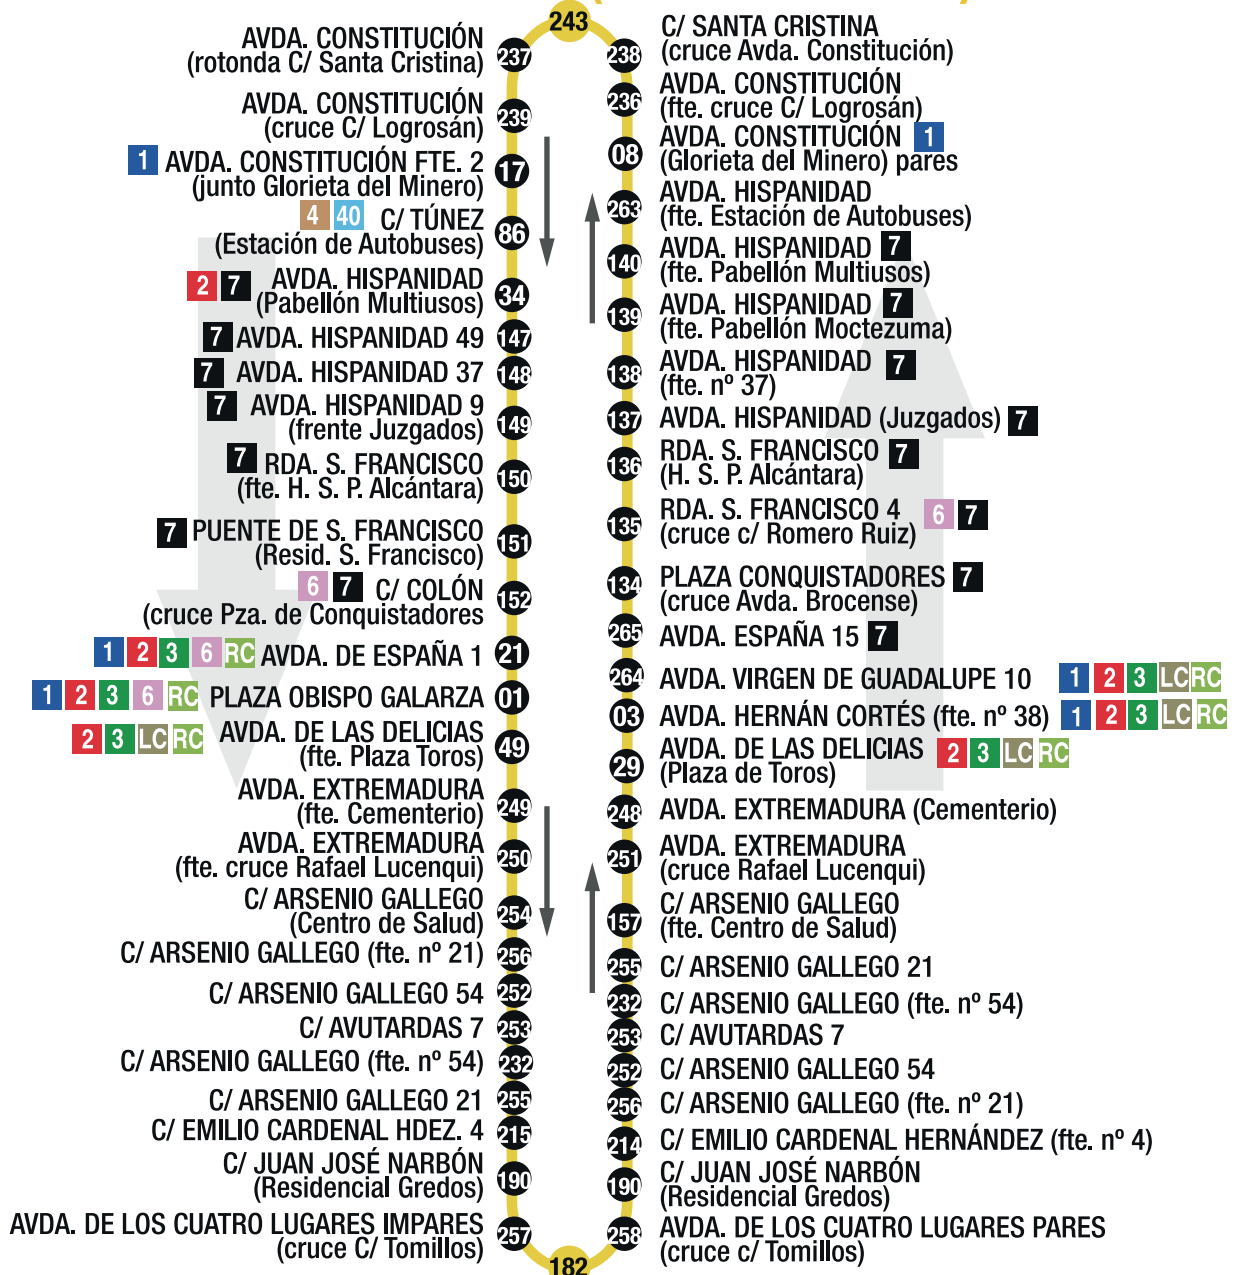 243
AVDA. CONSTITUCIÓN
(rotonda C/ Santa Cristina)
237
AVDA. CONSTITUCIÓN
(cruce C/ Logrosán)
239
1 AVDA. CONSTITUCIÓN FTE. 2
(junto Glorieta del Minero)
17
4 40 C/ TÚNEZ
(Estación de Autobuses)
86
2 7 AVDA. HISPANIDAD
(Pabellón Multiusos)
34
7 AVDA. HISPANIDAD 49
147
7 AVDA. HISPANIDAD 37
148
7 AVDA. HISPANIDAD 9
(frente Juzgados)
149
7 RDA. S. FRANCISCO
(fte. H. S. P. Alcántara)
150
7 PUENTE DE S. FRANCISCO
(Resid. S. Francisco)
151
6 7 C/ COLÓN
(cruce Pza. de Conquistadores
152
1 2 3 6 RC AVDA. DE ESPAÑA 1
21
1 2 3 6 RC PLAZA OBISPO GALARZA
01
2 3 LC RC AVDA. DE LAS DELICIAS
(fte. Plaza Toros)
49
AVDA. EXTREMADURA
(fte. Cementerio)
249
AVDA. EXTREMADURA
(fte. cruce Rafael Lucenqui)
250
C/ ARSENIO GALLEGO
(Centro de Salud)
254
C/ ARSENIO GALLEGO (fte. nº 21)
256
C/ ARSENIO GALLEGO 54
252
C/ AVUTARDAS 7
253
C/ ARSENIO GALLEGO (fte. nº 54)
232
C/ ARSENIO GALLEGO 21
255
C/ EMILIO CARDENAL HDEZ. 4
215
C/ JUAN JOSÉ NARBÓN
(Residencial Gredos)
190
AVDA. DE LOS CUATRO LUGARES IMPARES
(cruce C/ Tomillos)
257
182
238
C/ SANTA CRISTINA
(cruce Avda. Constitución)
236
AVDA. CONSTITUCIÓN
(fte. cruce C/ Logrosán)
08
AVDA. CONSTITUCIÓN 1
(Glorieta del Minero) pares
263
AVDA. HISPANIDAD
(fte. Estación de Autobuses)
140
AVDA. HISPANIDAD 7
(fte. Pabellón Multiusos)
139
AVDA. HISPANIDAD 7
(fte. Pabellón Moctezuma)
138
AVDA. HISPANIDAD 7
(fte. nº 37)
137
AVDA. HISPANIDAD (Juzgados) 7
136
RDA. S. FRANCISCO 7
(H. S. P. Alcántara)
135
RDA. S. FRANCISCO 4 6 7
(cruce c/ Romero Ruiz)
134
PLAZA CONQUISTADORES 7
(cruce Avda. Brocense)
265
AVDA. ESPAÑA 15 7
264
AVDA. VIRGEN DE GUADALUPE 10 1 2 3 LC RC
03
AVDA. HERNÁN CORTÉS (fte. nº 38) 1 2 3 LC RC
29
AVDA. DE LAS DELICIAS 2 3 LC RC
(Plaza de Toros)
248
AVDA. EXTREMADURA (Cementerio)
251
AVDA. EXTREMADURA
(cruce Rafael Lucenqui)
157
C/ ARSENIO GALLEGO
(fte. Centro de Salud)
255
C/ ARSENIO GALLEGO 21
232
C/ ARSENIO GALLEGO (fte. nº 54)
253
C/ AVUTARDAS 7
252
C/ ARSENIO GALLEGO 54
256
C/ ARSENIO GALLEGO (fte. nº 21)
214
C/ EMILIO CARDENAL HERNÁNDEZ (fte. nº 4)
190
C/ JUAN JOSÉ NARBÓN
(Residencial Gredos)
258
AVDA. DE LOS CUATRO LUGARES PARES
(cruce c/ Tomillos)